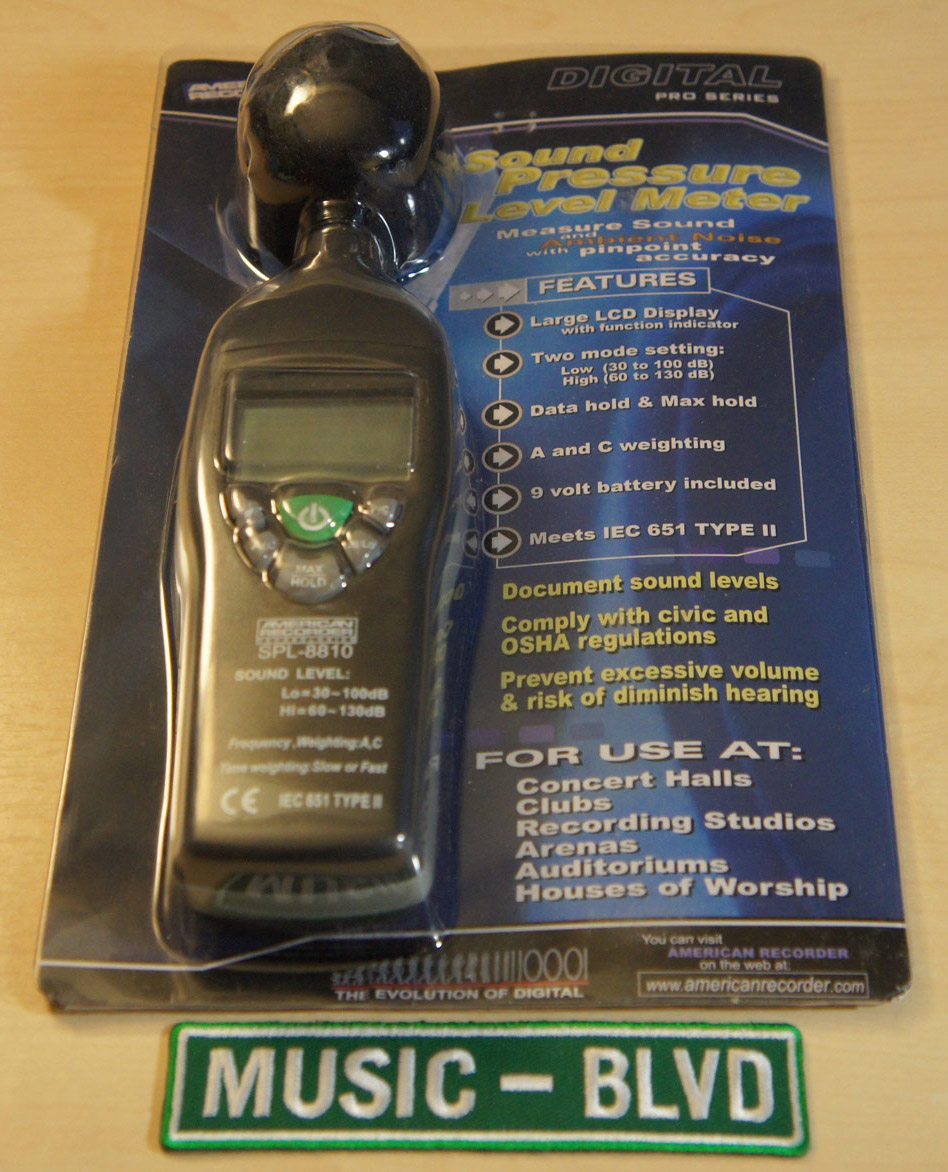 DIGITAL
PRO SERIES
Sound
Pressure
Level Meter
Measure Sound
and
Ambient Noise
with pinpoint
accuracy
FEATURES
Large LCD Display
with function indicator
Two mode setting:
Low (30 to 100 dB)
High (60 to 130 dB)
Data hold & Max hold
A and C weighting
9 volt battery included
Meets IEC 651 TYPE II
Document sound levels
Comply with civic and
OSHA regulations
Prevent excessive volume
& risk of diminish hearing
FOR USE AT:
Concert Halls
Clubs
Recording Studios
Arenas
Auditoriums
Houses of Worship
MAX
HOLD
AMERICAN
RECORDER
SPL-8810
SOUND LEVEL:
Lo=30~100dB
Hi=60~130dB
Frequency,Weighting:A,C
Time weighting:Slow or Fast
CE IEC 651 TYPE II
THE EVOLUTION OF DIGITAL
You can visit
AMERICAN RECORDER
on the web at:
www.americanrecorder.com
MUSIC - BLVD